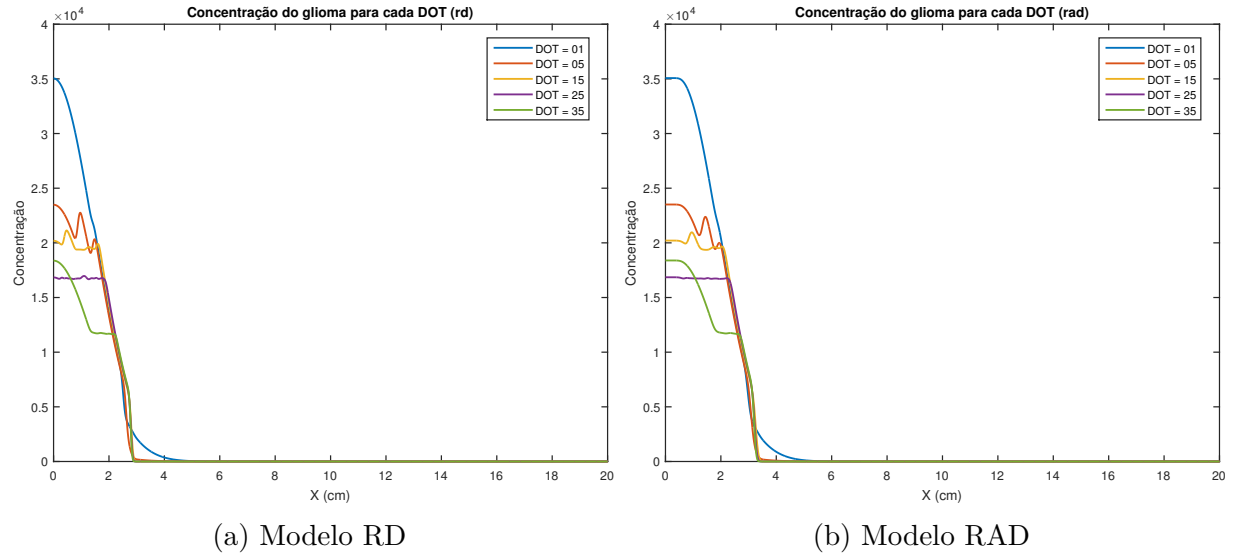 Concentração do glioma para cada DOT (rd)
×10⁴
4
3.5
3
2.5
2
1.5
1
0.5
0
Concentração
DOT = 01
DOT = 05
DOT = 15
DOT = 25
DOT = 35
0 2 4 6 8 10 12 14 16 18 20
X (cm)
(a) Modelo RD
Concentração do glioma para cada DOT (rad)
×10⁴
4
3.5
3
2.5
2
1.5
1
0.5
0
Concentração
DOT = 01
DOT = 05
DOT = 15
DOT = 25
DOT = 35
0 2 4 6 8 10 12 14 16 18 20
X (cm)
(b) Modelo RAD